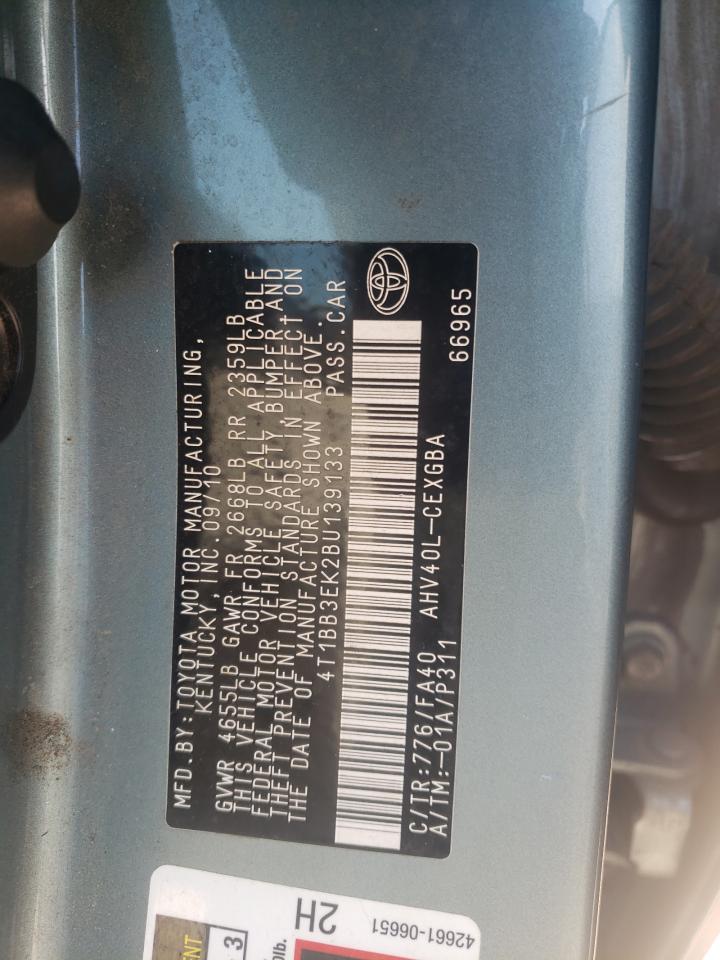 MFD.BY:TOYOTA MOTOR MANUFACTURING,
KENTUCKY,INC.09/10
GVWR 4655LB GAWR FR 2668LB RR 2359LB
THIS VEHICLE CONFORMS TO ALL APPLICABLE
FEDERAL MOTOR VEHICLE SAFETY, BUMPER, AND
THEFT PREVENTION STANDARDS IN EFFECT ON
THE DATE OF MANUFACTURE SHOWN ABOVE.
4T1BB3EK2BU139133 PASS.CAR
C/TR:776/FA40 AHV40L-CEXGBA
A/TM:-01A/P311 66965
2H
42661-06651
3
lb.